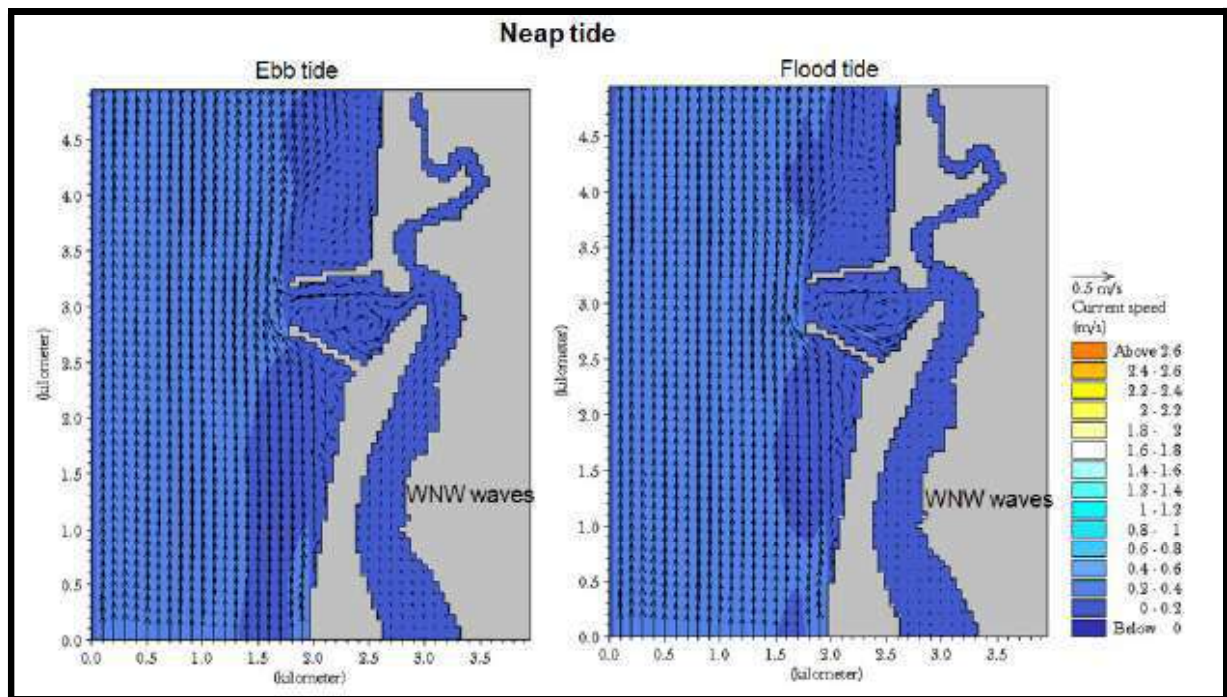 Neap tide
Ebb tide
Flood tide
4.5
4.0
3.5
3.0
2.5
2.0
1.5
1.0
0.5
0.0
(kilometer)
0.0 0.5 1.0 1.5 2.0 2.5 3.0 3.5
(kilometer)
WNW waves
4.5
4.0
3.5
3.0
2.5
2.0
1.5
1.0
0.5
0.0
(kilometer)
0.0 0.5 1.0 1.5 2.0 2.5 3.0 3.5
(kilometer)
WNW waves
0.5 m/s
Current speed
(m/s)
Above 2.6
2.4 - 2.6
2.2 - 2.4
2 - 2.2
1.8 - 2
1.6 - 1.8
1.4 - 1.6
1.2 - 1.4
1 - 1.2
0.8 - 1
0.6 - 0.8
0.4 - 0.6
0.2 - 0.4
0 - 0.2
Below 0